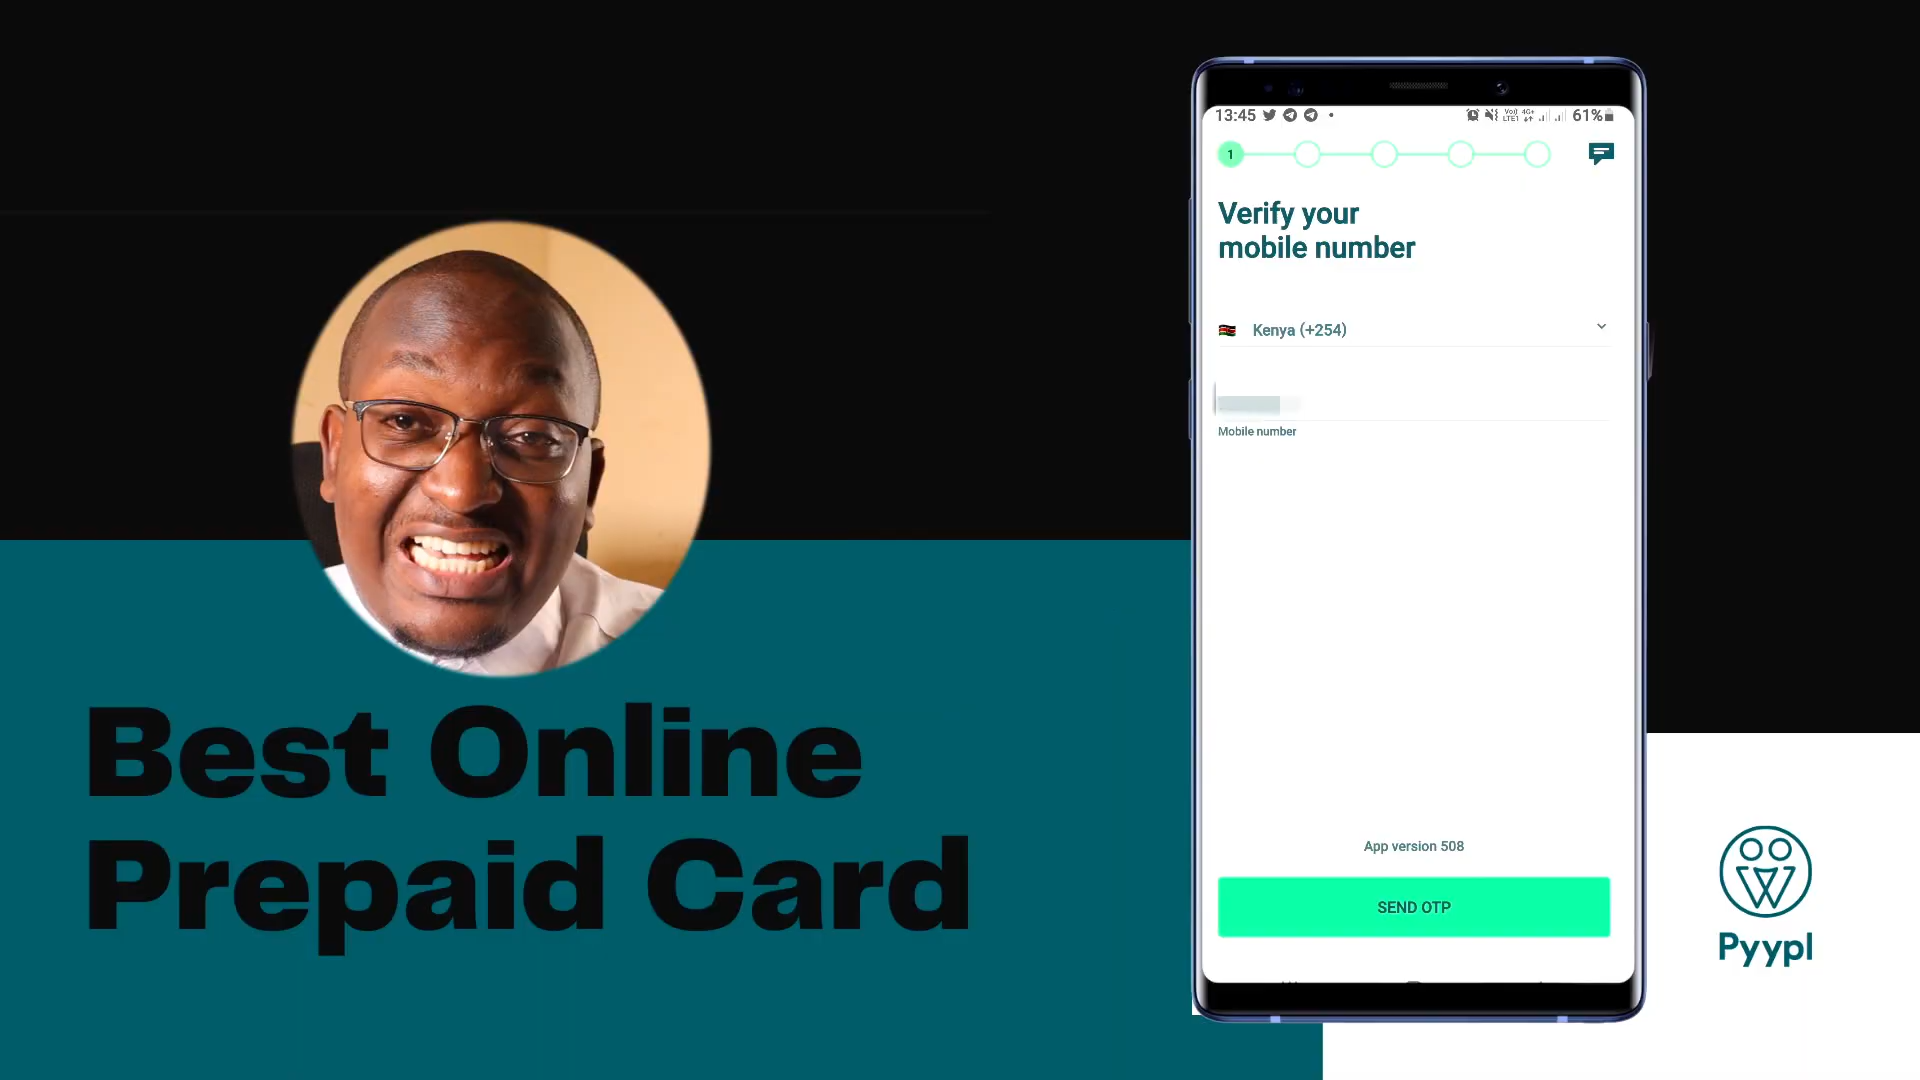 13:45
61%
1
Verify your
mobile number
Kenya (+254)
Mobile number
App version 508
SEND OTP
Best Online
Prepaid Card
Pyypl